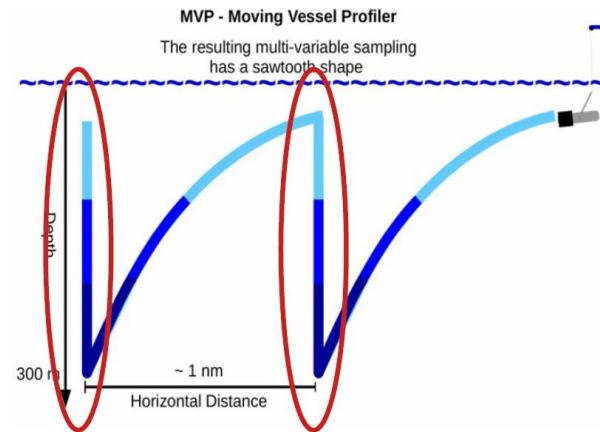 MVP - Moving Vessel Profiler
The resulting multi-variable sampling
has a sawtooth shape
Depth
300 m
~ 1 nm
Horizontal Distance